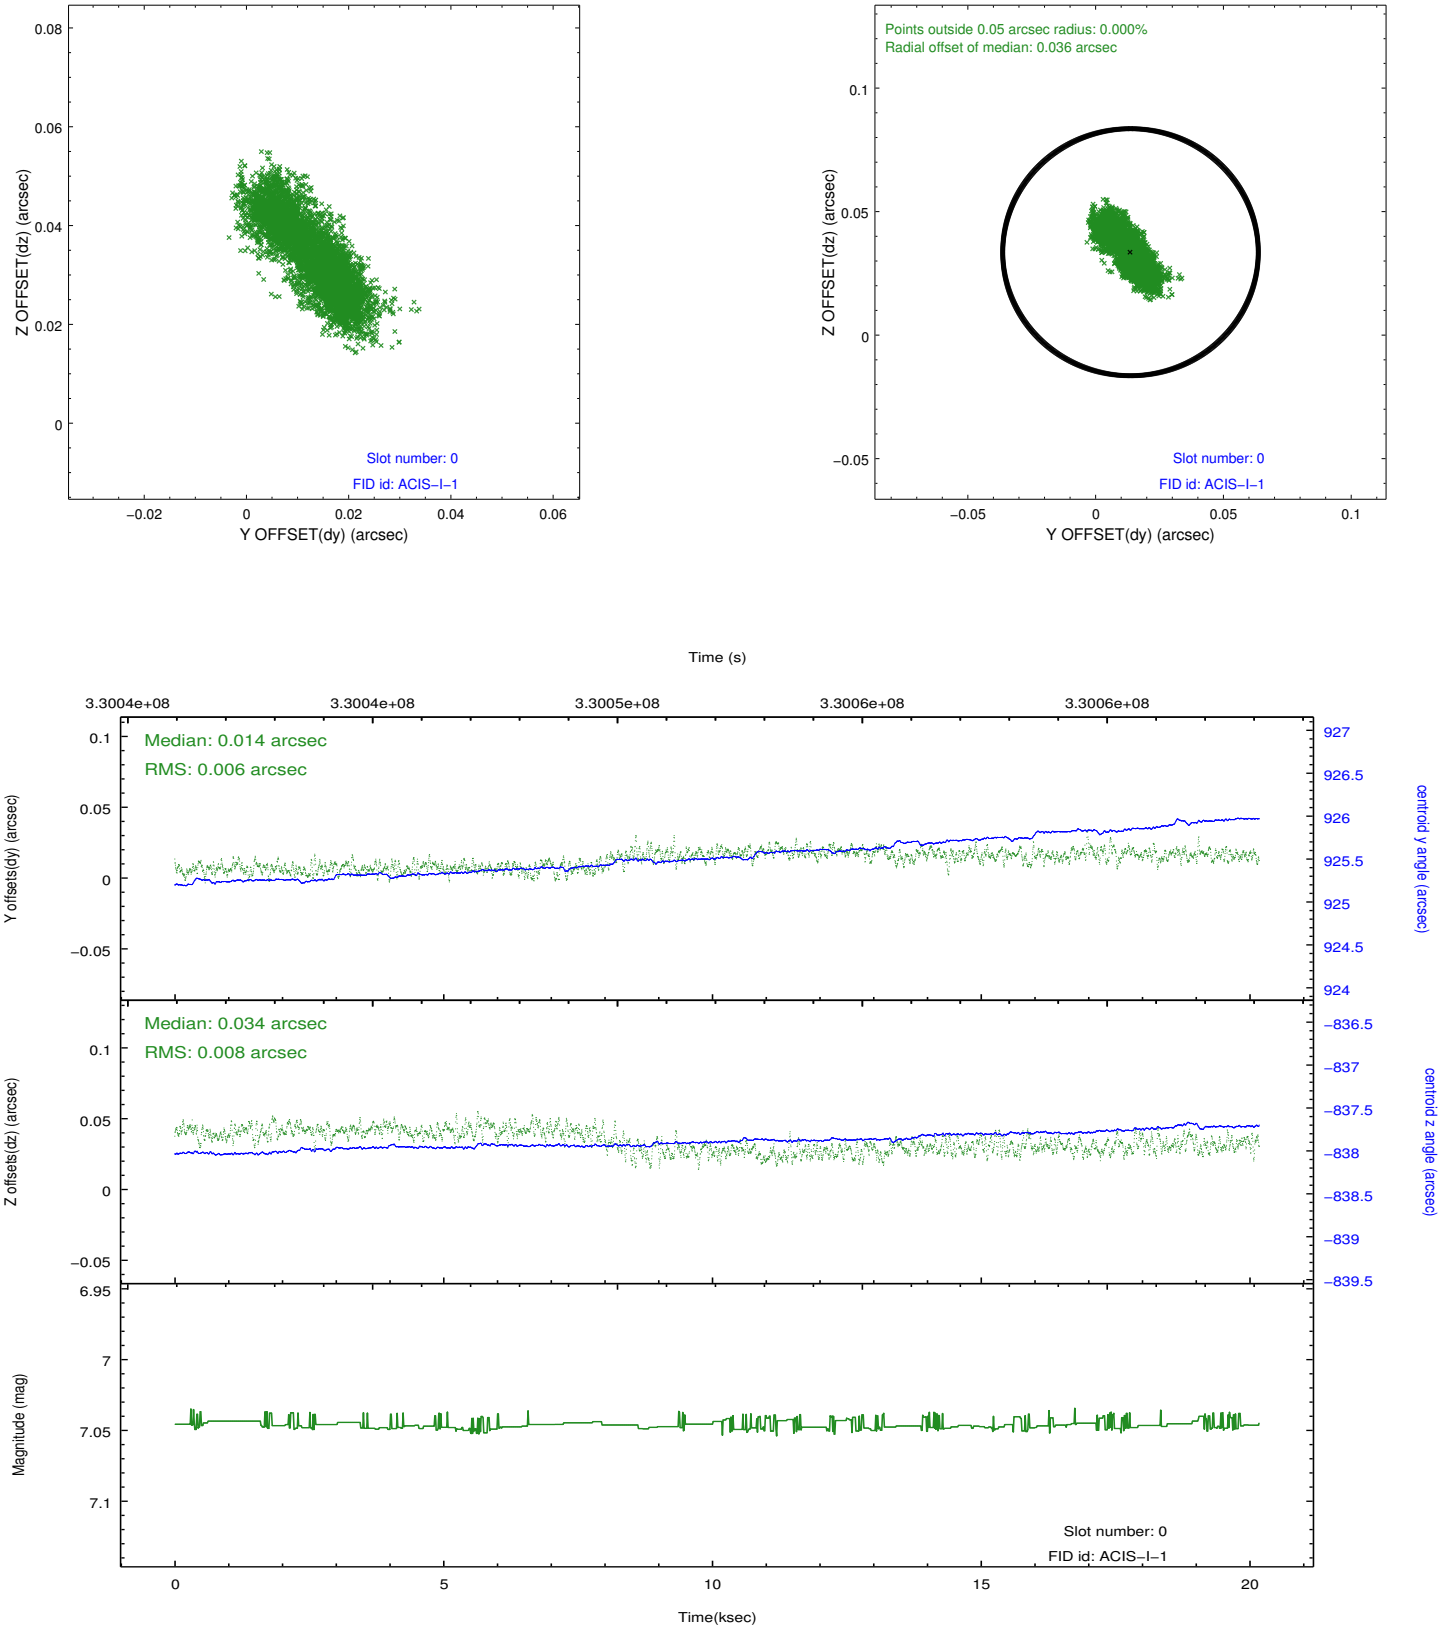 0.08
0.06
0.04
0.02
0
Z OFFSET(dz) (arcsec)
Slot number: 0
FID id: ACIS−I−1
−0.02
0
0.02
0.04
0.06
Y OFFSET(dy) (arcsec)
Points outside 0.05 arcsec radius: 0.000%
Radial offset of median: 0.036 arcsec
0.1
0.05
0
−0.05
Z OFFSET(dz) (arcsec)
Slot number: 0
FID id: ACIS−I−1
−0.05
0
0.05
0.1
Y OFFSET(dy) (arcsec)
Time (s)
3.3004e+08
3.3004e+08
3.3005e+08
3.3006e+08
3.3006e+08
Median: 0.014 arcsec
RMS: 0.006 arcsec
0.1
0.05
0
−0.05
Y offsets(dy) (arcsec)
927
926.5
926
925.5
925
924.5
924
centroid y angle (arcsec)
Median: 0.034 arcsec
RMS: 0.008 arcsec
0.1
0.05
0
−0.05
Z offsets(dz) (arcsec)
−836.5
−837
−837.5
−838
−838.5
−839
−839.5
centroid z angle (arcsec)
6.95
7
7.05
7.1
Magnitude (mag)
Slot number: 0
FID id: ACIS−I−1
0
5
10
15
20
Time(ksec)